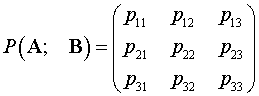 P(A; B) = ( p₁₁ p₁₂ p₁₃
p₂₁ p₂₂ p₂₃
p₃₁ p₃₂ p₃₃ )